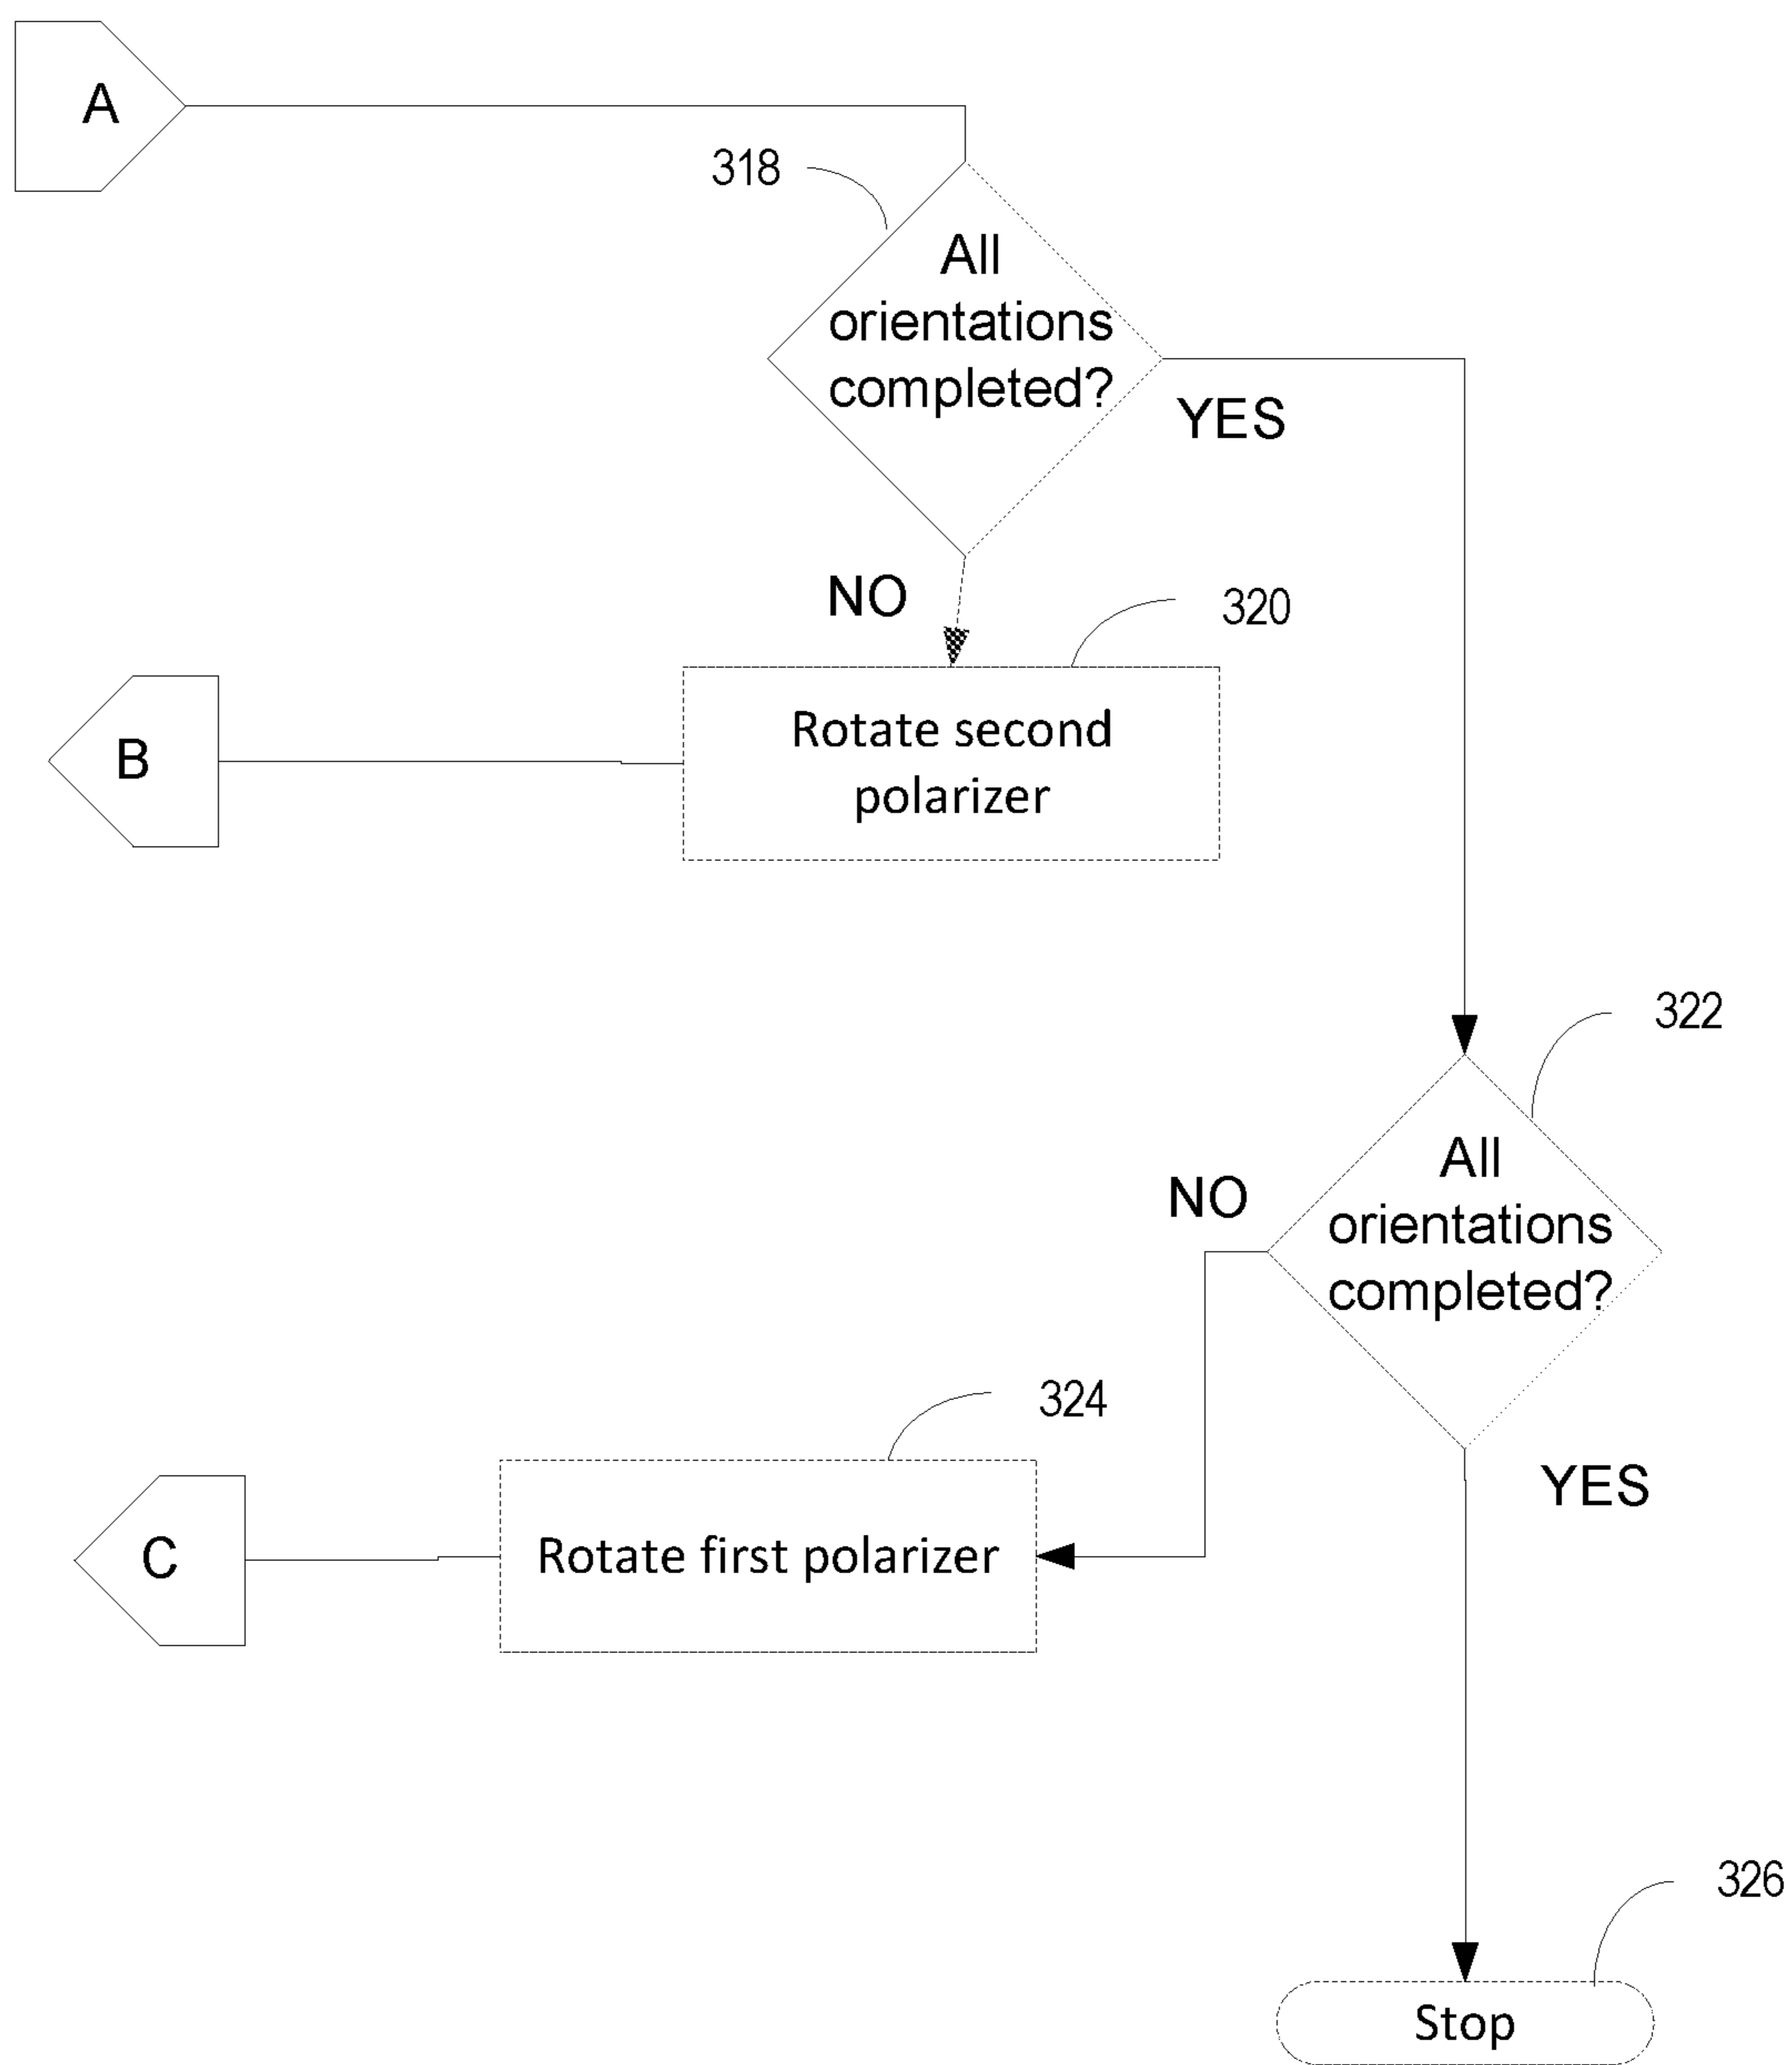 A
318
All
orientations
completed?
YES
NO
320
Rotate second
polarizer
B
322
All
orientations
completed?
NO
YES
324
Rotate first polarizer
C
326
Stop